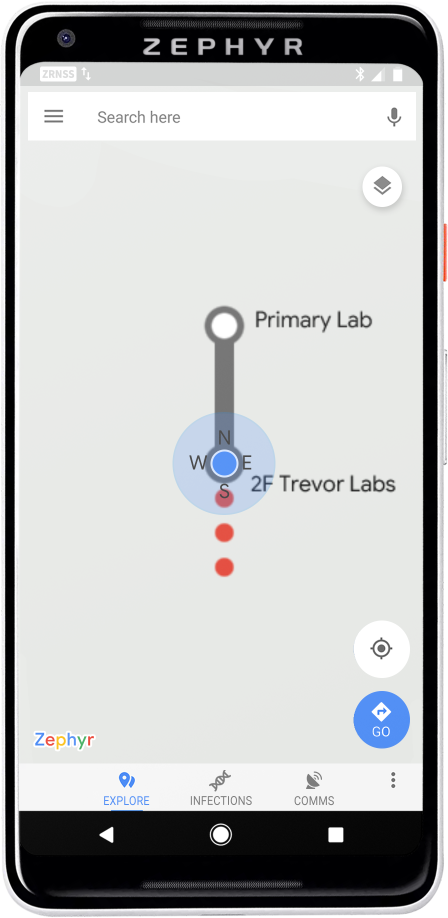 ZEPHYR
ZRNSS
Search here
Primary Lab
N
W E
S
2F Trevor Labs
GO
Zephyr
EXPLORE INFECTIONS COMMS